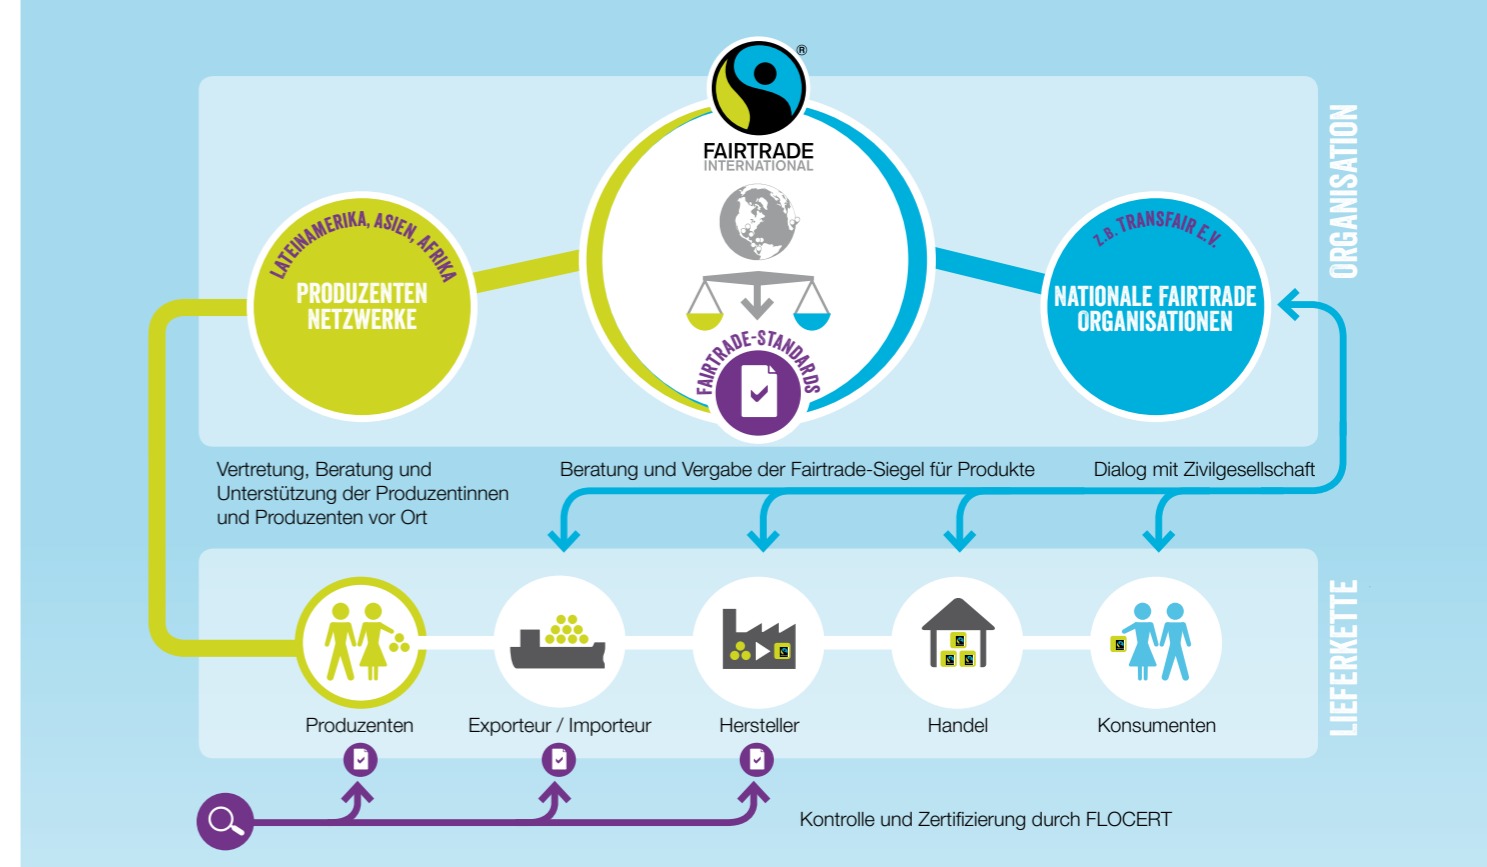 ®
FAIRTRADE
INTERNATIONAL
ORGANISATION
LATEINAMERIKA, ASIEN, AFRIKA
PRODUZENTEN
NETZWERKE
Z.B. TRANSFAIR E.V.
NATIONALE FAIRTRADE
ORGANISATIONEN
FAIRTRADE-STANDARDS
Vertretung, Beratung und
Unterstützung der Produzentinnen
und Produzenten vor Ort
Beratung und Vergabe der Fairtrade-Siegel für Produkte
Dialog mit Zivilgesellschaft
LIEFERKETTE
Produzenten
Exporteur / Importeur
Hersteller
Handel
Konsumenten
Kontrolle und Zertifizierung durch FLOCERT